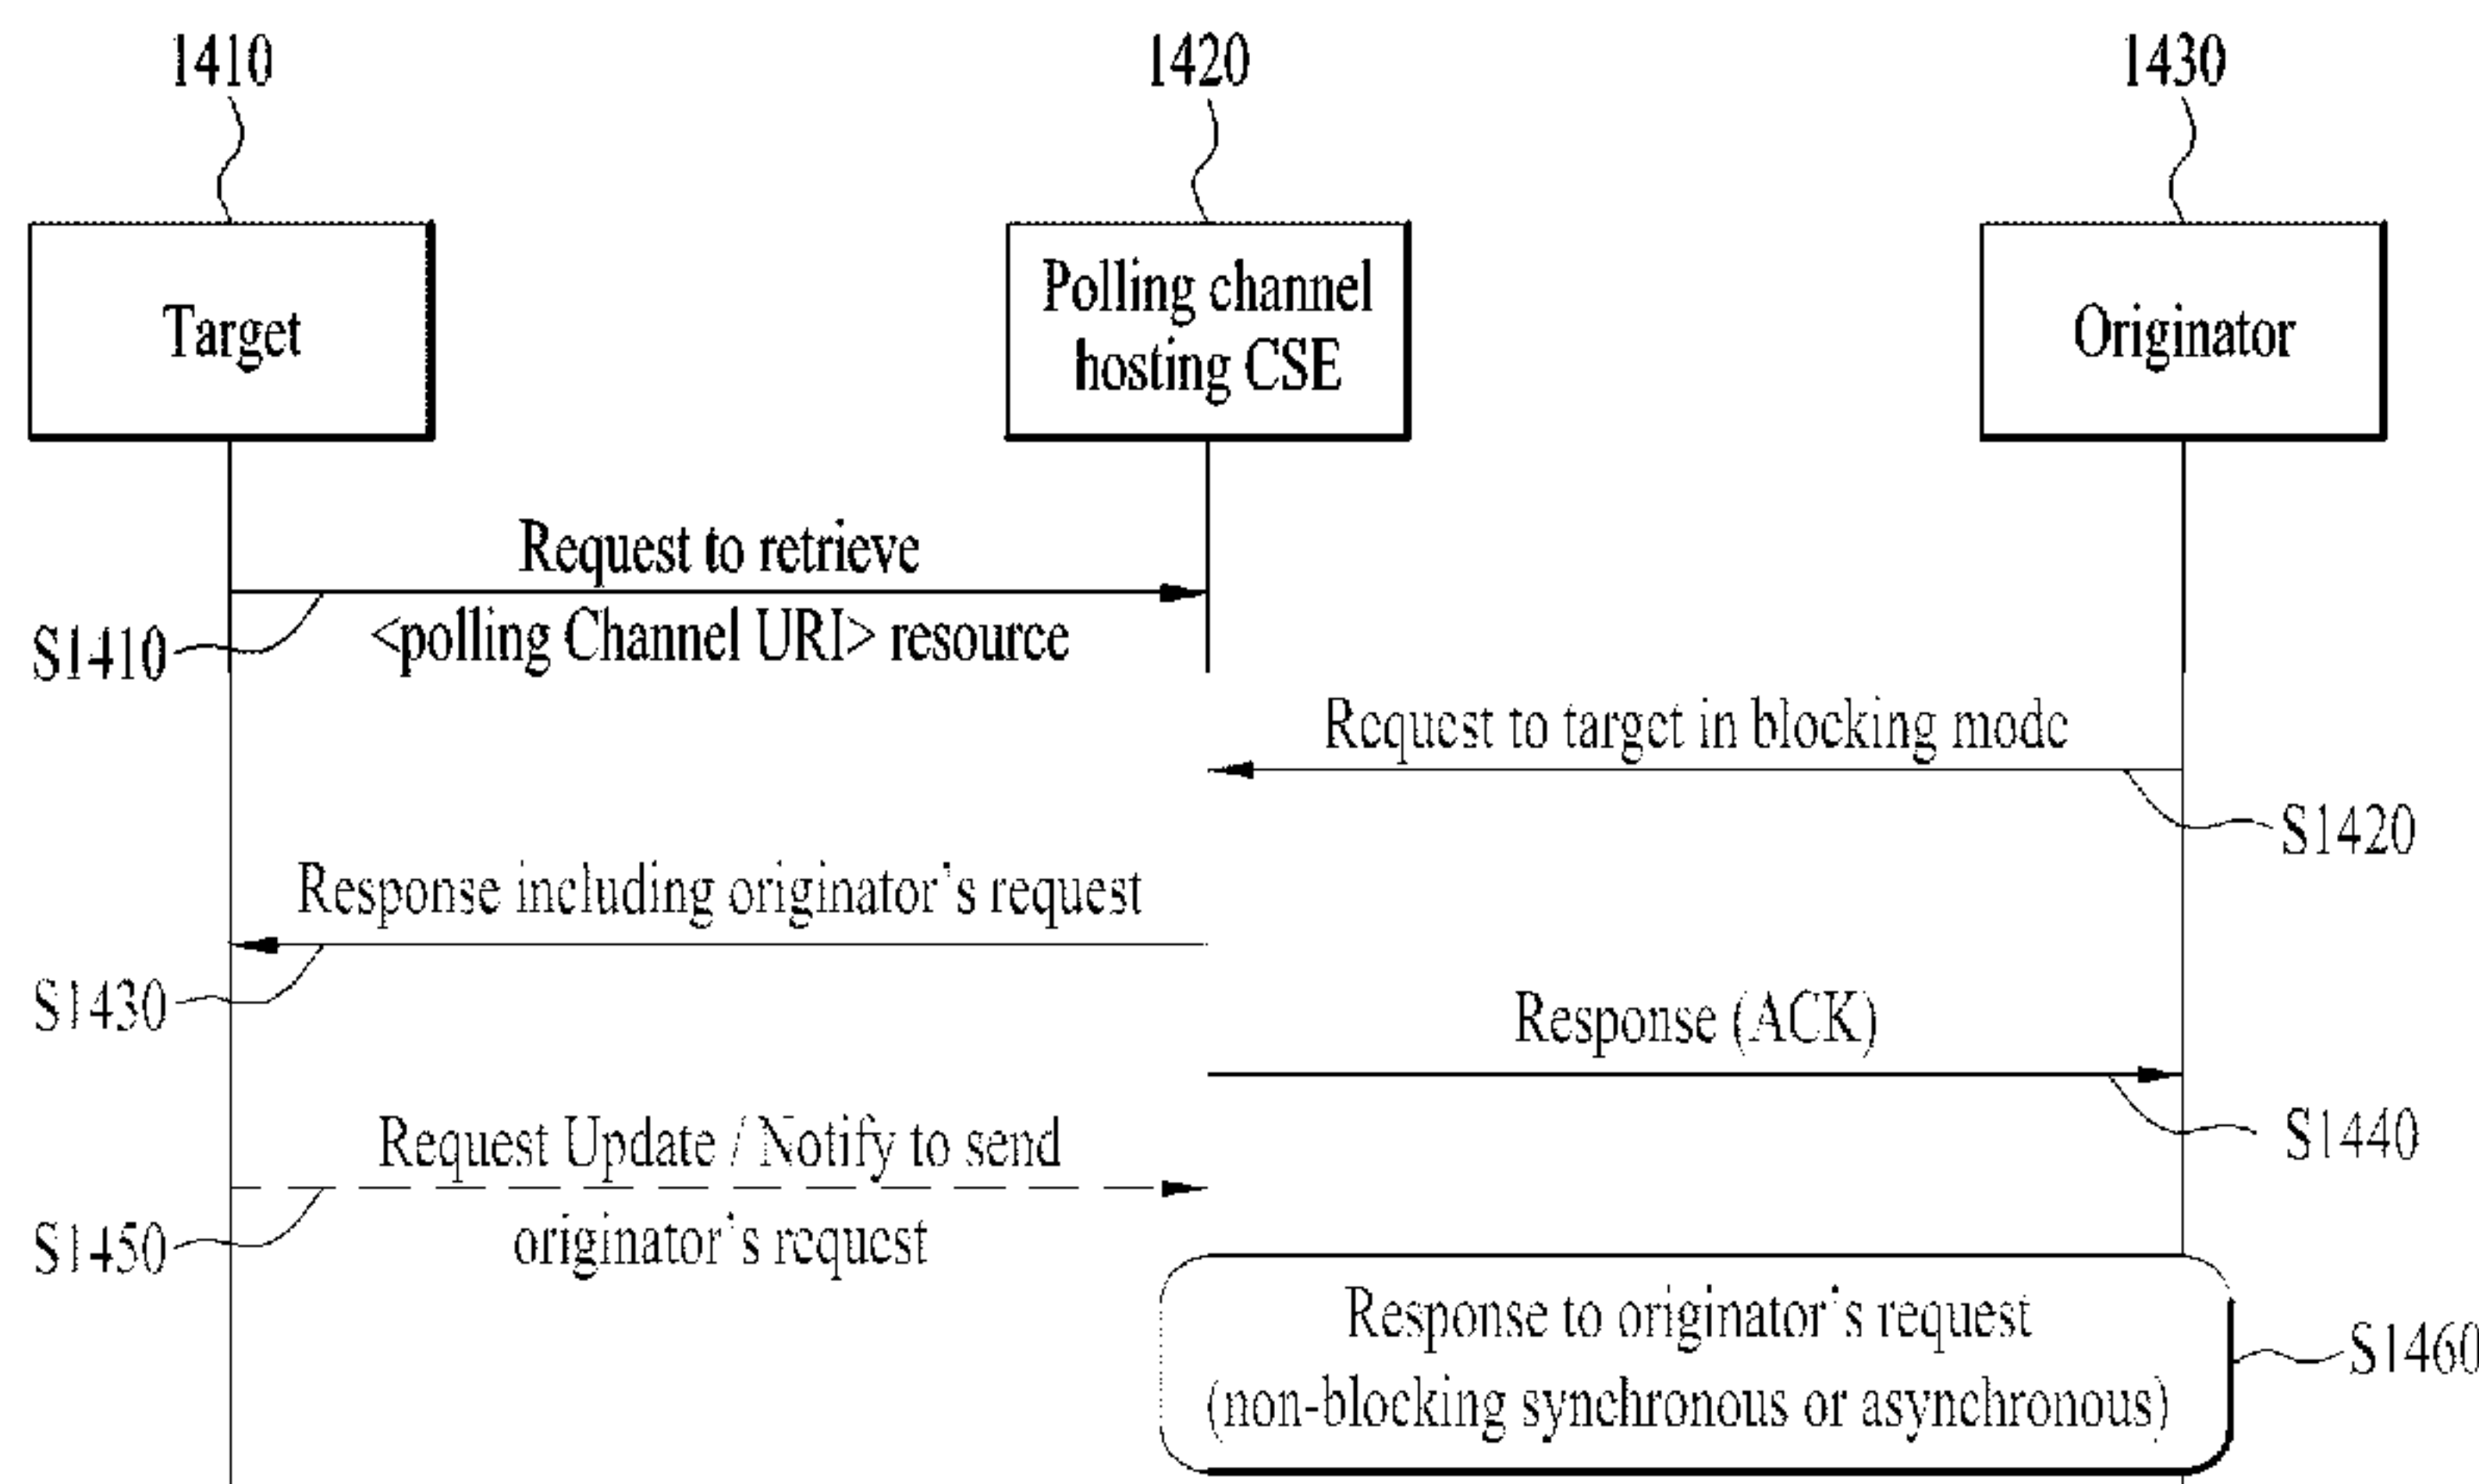 1410
1420
1430
Target
Polling channel
hosting CSE
Originator
Request to retrieve
<polling Channel URI> resource
S1410
Request to target in blocking mode
S1420
Response including originator's request
S1430
Response (ACK)
S1440
Request Update / Notify to send
originator's request
S1450
Response to originator's request
(non-blocking synchronous or asynchronous)
S1460